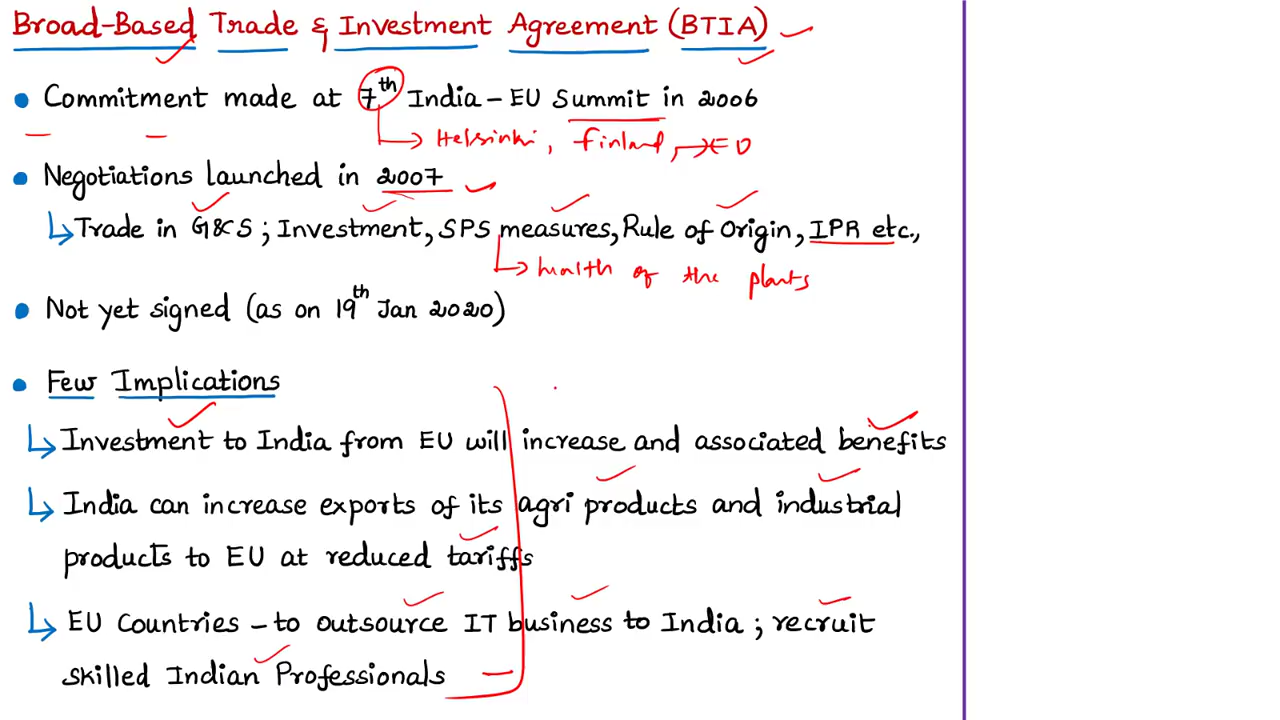 Broad-Based Trade & Investment Agreement (BTIA)
• Commitment made at 7th India-EU Summit in 2006
Helsinki, Finland,
• Negotiations launched in 2007
Trade in G&S; Investment, SPS measures, Rule of Origin, IPR etc.,
health of the plants
• Not yet signed (as on 19th Jan 2020)
• Few Implications
Investment to India from EU will increase and associated benefits
India can increase exports of its agri products and industrial
products to EU at reduced tariffs
EU Countries - to outsource IT business to India; recruit
skilled Indian Professionals